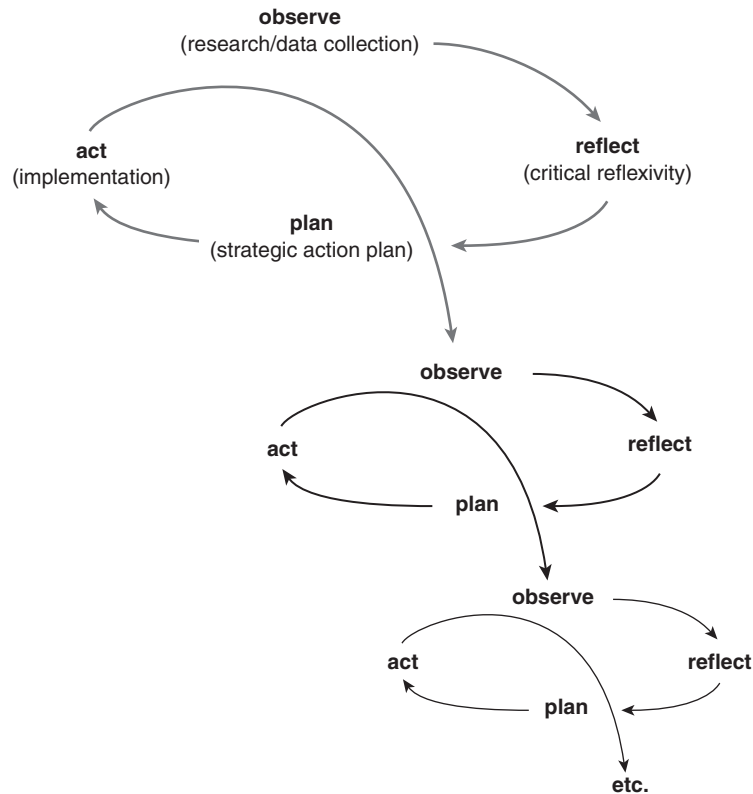 observe
(research/data collection)
reflect
(critical reflexivity)
plan
(strategic action plan)
act
(implementation)
observe
reflect
plan
act
observe
reflect
plan
act
etc.